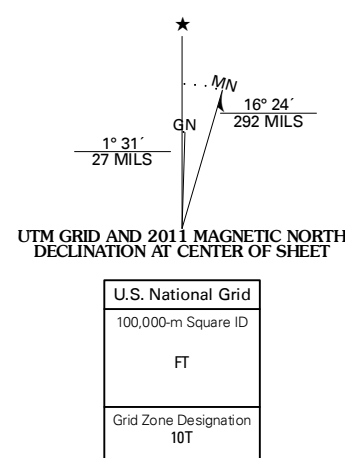 ★
MN
GN
16° 24´
292 MILS
1° 31´
27 MILS
UTM GRID AND 2011 MAGNETIC NORTH
DECLINATION AT CENTER OF SHEET
U.S. National Grid
100,000-m Square ID
FT
Grid Zone Designation
10T